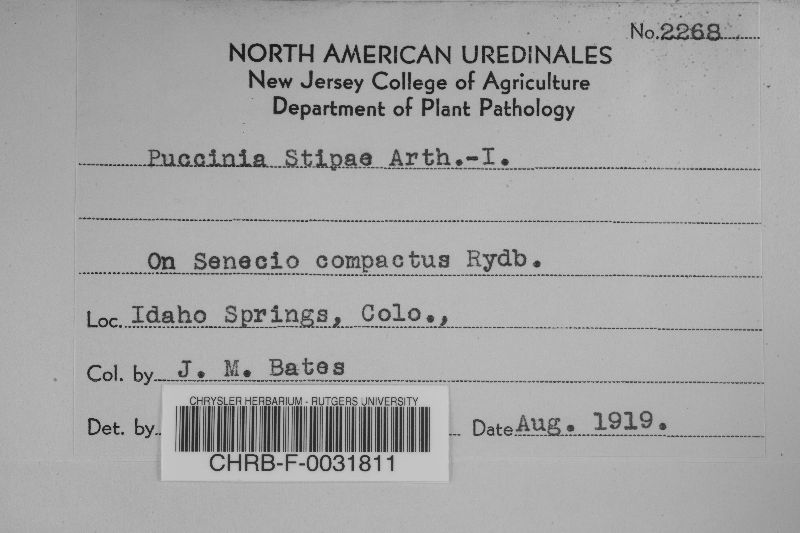 No. 2268
NORTH AMERICAN UREDINALES
New Jersey College of Agriculture
Department of Plant Pathology
Puccinia Stipae Arth.-I.
On Senecio compactus Rydb.
Loc. Idaho Springs, Colo.,
Col. by J. M. Bates
Det. by Date Aug. 1919.
CHRYSLER HERBARIUM - RUTGERS UNIVERSITY
CHRB-F-0031811